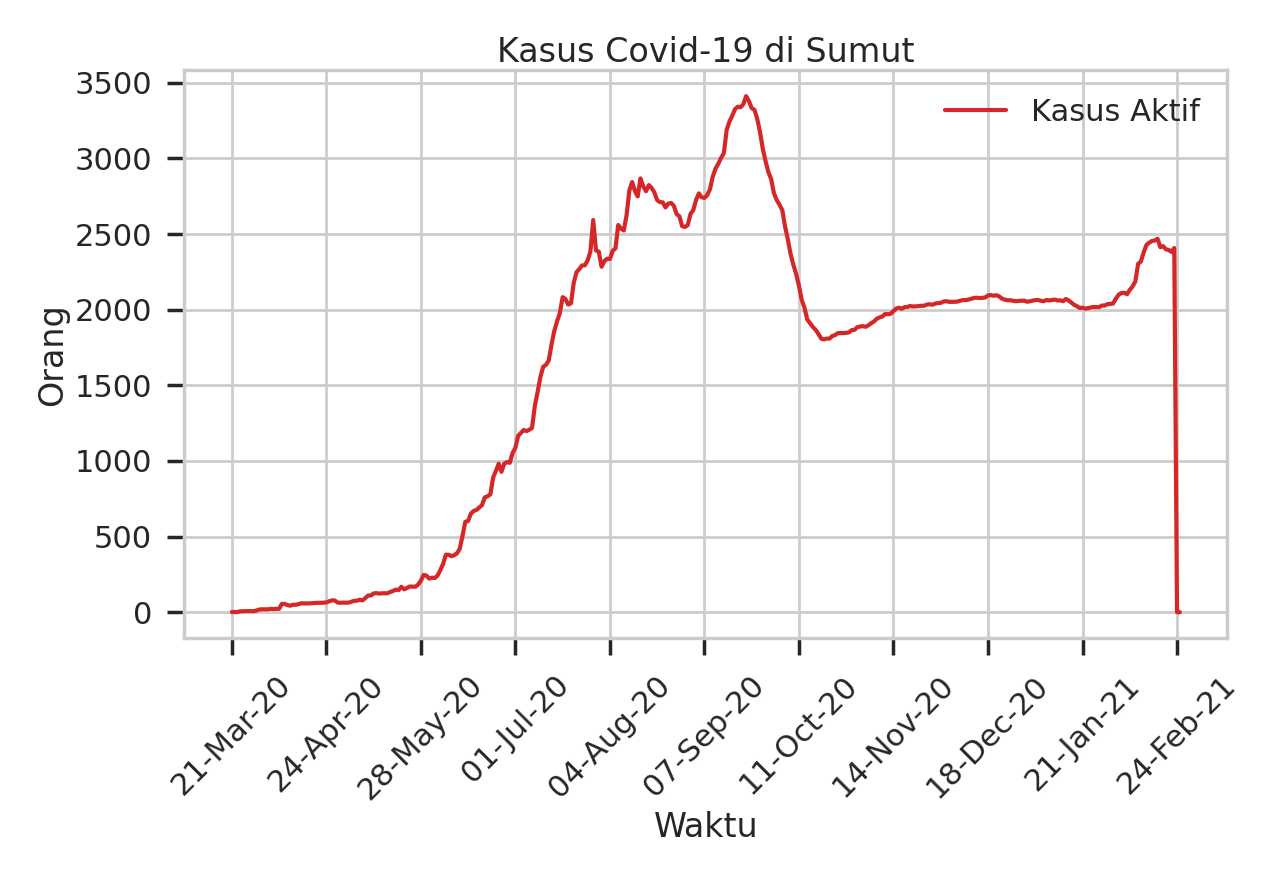 Kasus Covid-19 di Sumut
3500
3000
2500
2000
1500
1000
500
0
Orang
Kasus Aktif
21-Mar-20
24-Apr-20
28-May-20
01-Jul-20
04-Aug-20
07-Sep-20
11-Oct-20
14-Nov-20
18-Dec-20
21-Jan-21
24-Feb-21
Waktu